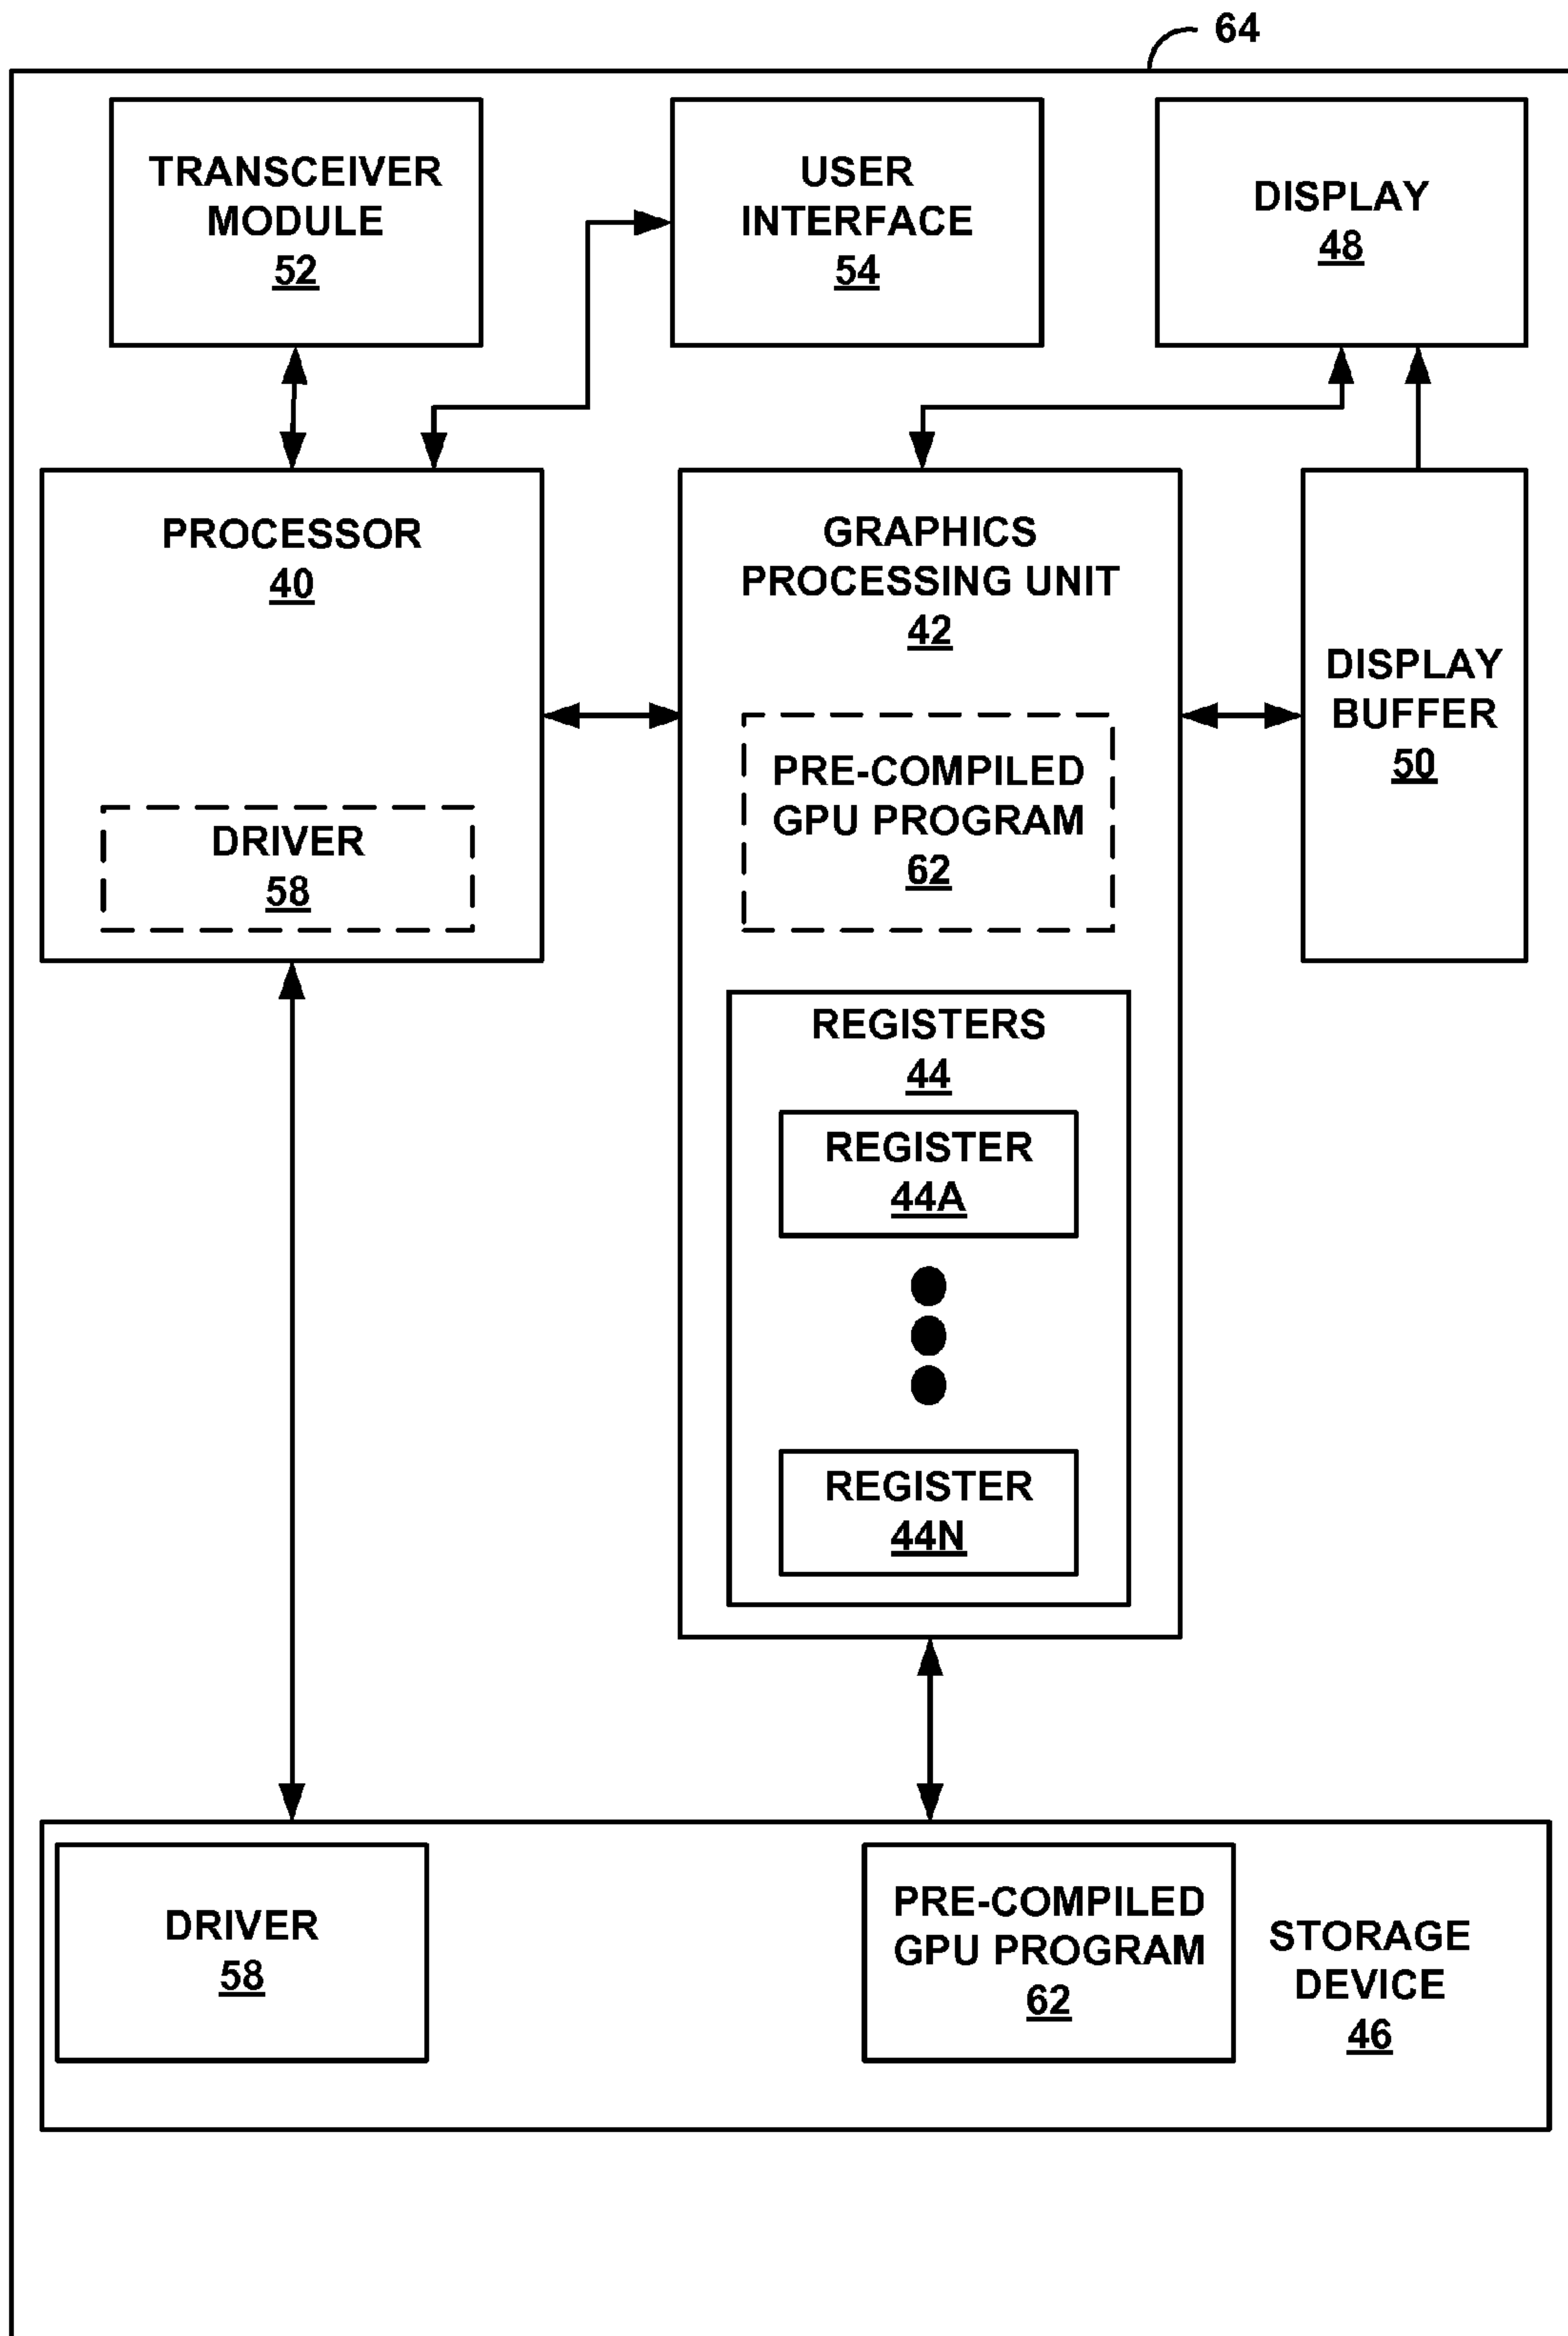 64
TRANSCEIVER
MODULE
52
USER
INTERFACE
54
DISPLAY
48
PROCESSOR
40
DRIVER
58
GRAPHICS
PROCESSING UNIT
42
PRE-COMPILED
GPU PROGRAM
62
REGISTERS
44
REGISTER
44A
REGISTER
44N
DISPLAY
BUFFER
50
DRIVER
58
PRE-COMPILED
GPU PROGRAM
62
STORAGE
DEVICE
46